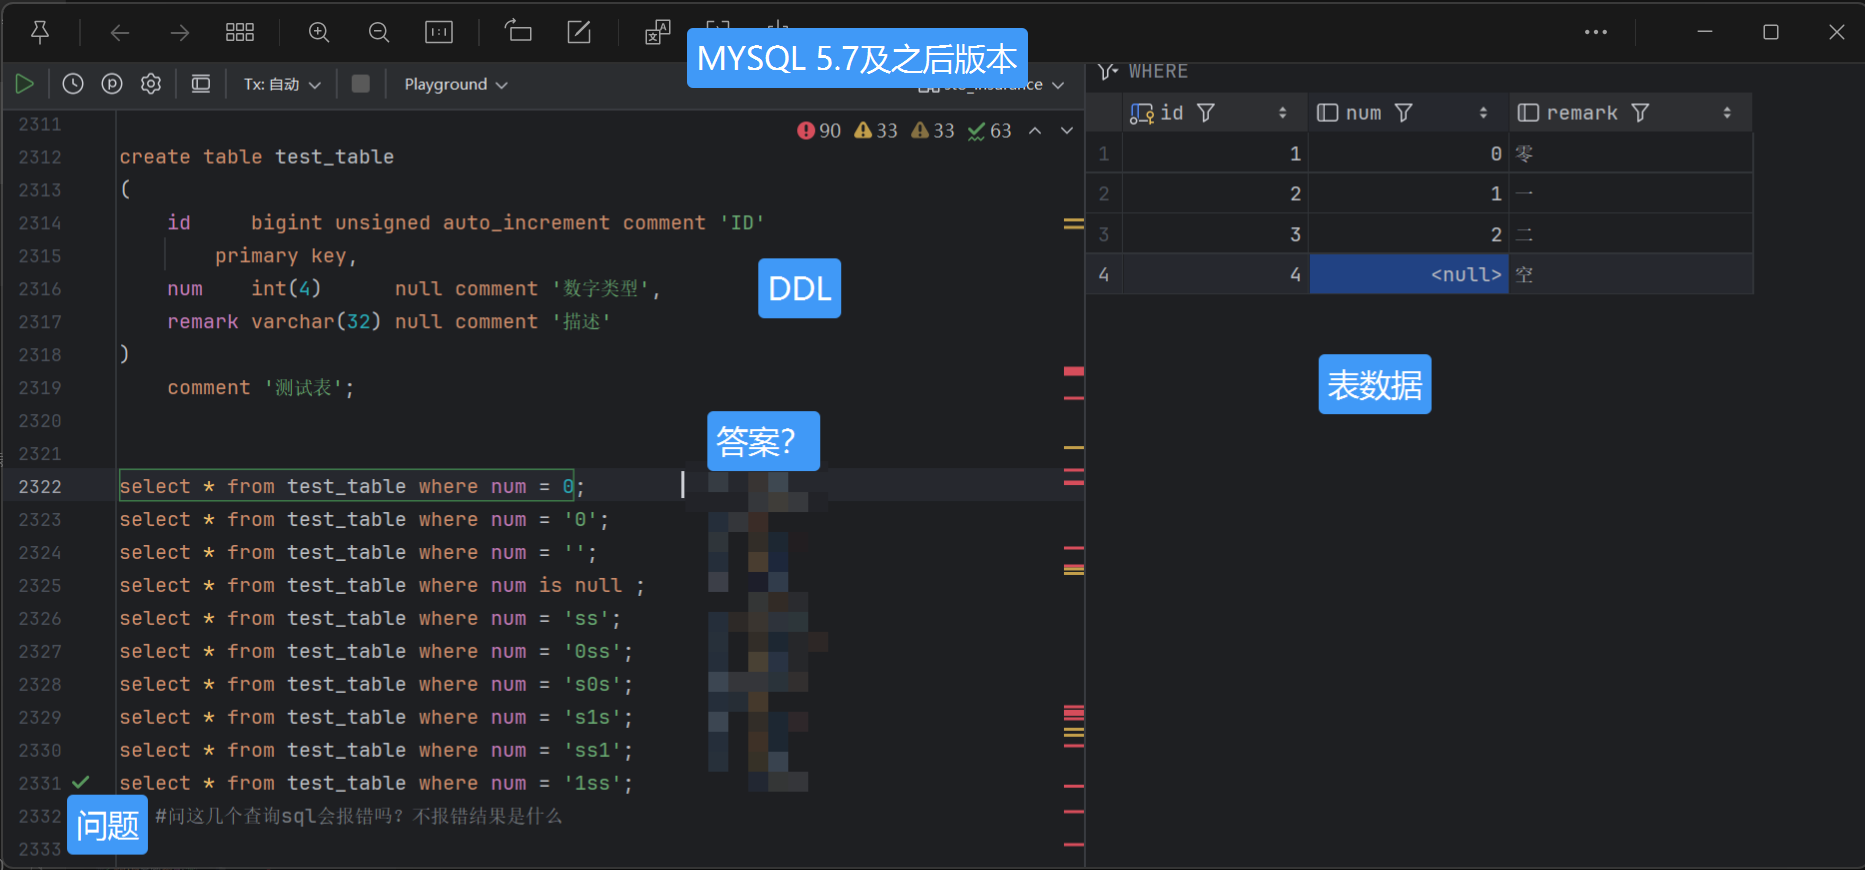 MYSQL 5.7及之后版本
Tx: 自动
Playground
WHERE
90 33 33 63
id num remark
1 1 0 零
2 2 1 一
3 3 2 二
4 4 <null> 空
2311
2312 create table test_table
2313 (
2314 id bigint unsigned auto_increment comment 'ID'
2315 primary key,
2316 num int(4) null comment '数字类型',
2317 remark varchar(32) null comment '描述'
2318 )
2319 comment '测试表';
2320
2321
2322 select * from test_table where num = 0;
2323 select * from test_table where num = '0';
2324 select * from test_table where num = '';
2325 select * from test_table where num is null ;
2326 select * from test_table where num = 'ss';
2327 select * from test_table where num = '0ss';
2328 select * from test_table where num = 's0s';
2329 select * from test_table where num = 's1s';
2330 select * from test_table where num = 'ss1';
2331 select * from test_table where num = '1ss';
2332 #问这几个查询sql会报错吗？不报错结果是什么
2333
DDL
表数据
答案？
问题